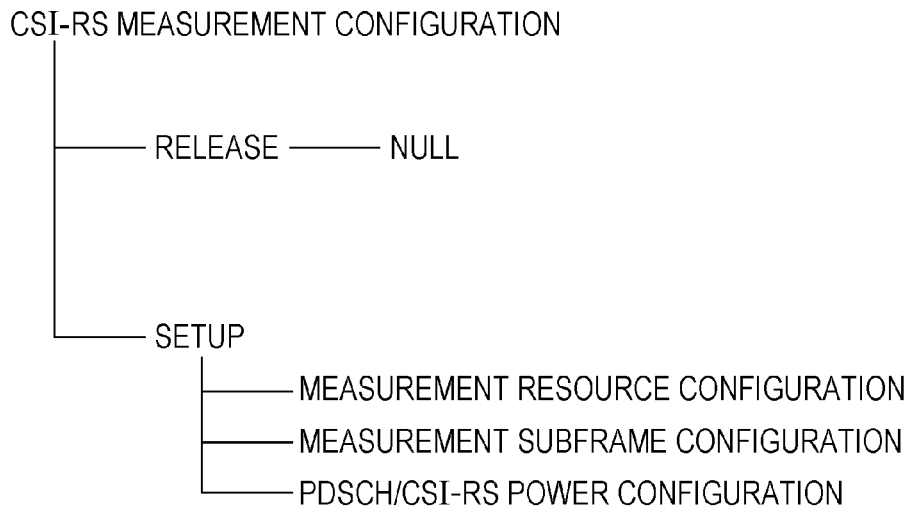 CSI-RS MEASUREMENT CONFIGURATION
RELEASE NULL
SETUP
MEASUREMENT RESOURCE CONFIGURATION
MEASUREMENT SUBFRAME CONFIGURATION
PDSCH/CSI-RS POWER CONFIGURATION